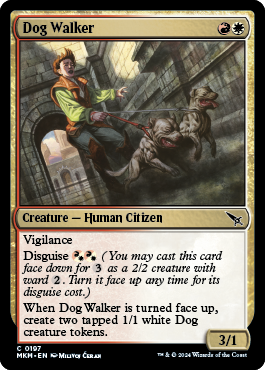 Dog Walker
Creature — Human Citizen
Vigilance
Disguise (You may cast this card
face down for 3 as a 2/2 creature with
ward 2. Turn it face up any time for its
disguise cost.)
When Dog Walker is turned face up,
create two tapped 1/1 white Dog
creature tokens.
3/1
C 0197
MKM • EN Milivoj Ćeran
™ & © 2024 Wizards of the Coast